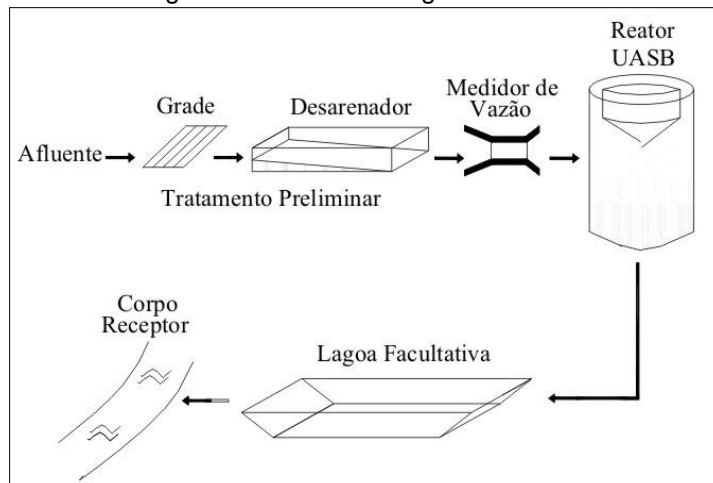 Reator
UASB
Medidor de
Vazão
Grade
Desarenador
Afluente
Tratamento Preliminar
Corpo
Receptor
Lagoa Facultativa